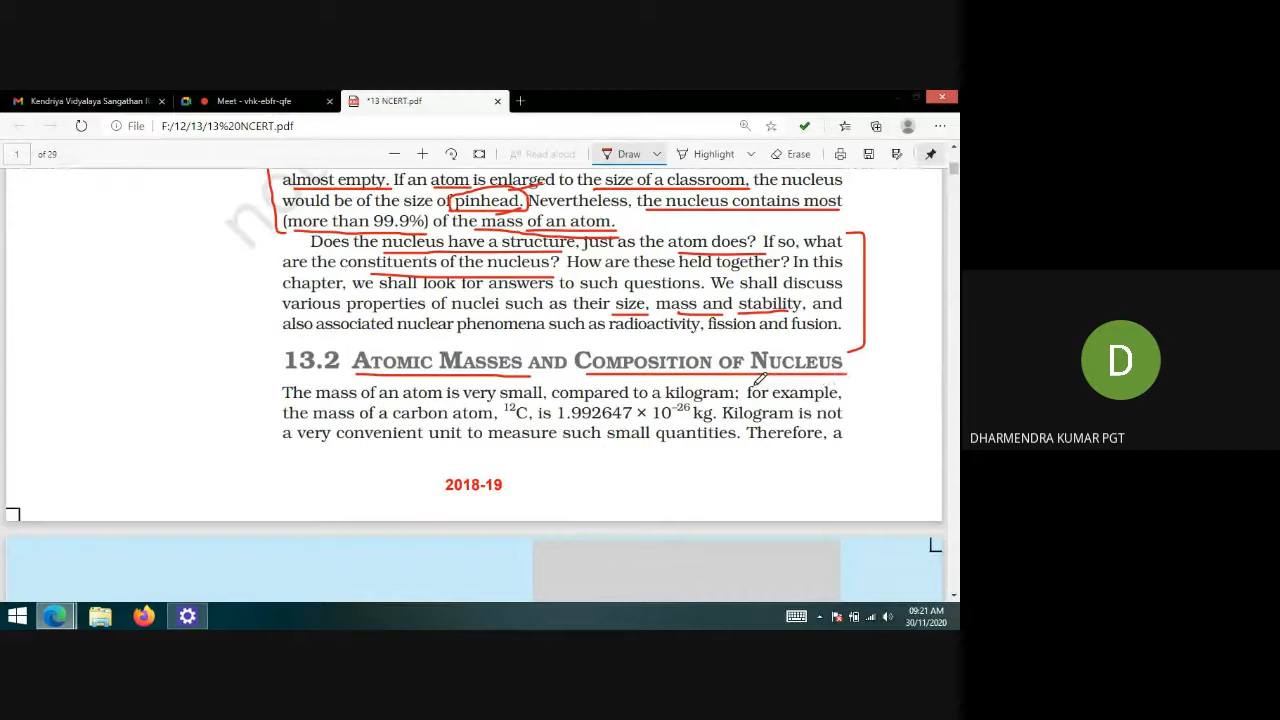 Kendriya Vidyalaya Sangathan R
Meet - vhk-ebfr-qfe
*13 NCERT.pdf
File
F:/12/13/13%20NCERT.pdf
1 of 29
Read aloud
Draw
Highlight
Erase
almost empty. If an atom is enlarged to the size of a classroom, the nucleus
would be of the size of pinhead. Nevertheless, the nucleus contains most
(more than 99.9%) of the mass of an atom.
Does the nucleus have a structure, just as the atom does? If so, what
are the constituents of the nucleus? How are these held together? In this
chapter, we shall look for answers to such questions. We shall discuss
various properties of nuclei such as their size, mass and stability, and
also associated nuclear phenomena such as radioactivity, fission and fusion.
13.2 ATOMIC MASSES AND COMPOSITION OF NUCLEUS
The mass of an atom is very small, compared to a kilogram; for example,
the mass of a carbon atom, ¹²C, is 1.992647 × 10⁻²⁶ kg. Kilogram is not
a very convenient unit to measure such small quantities. Therefore, a
2018-19
D
DHARMENDRA KUMAR PGT
09:21 AM
30/11/2020